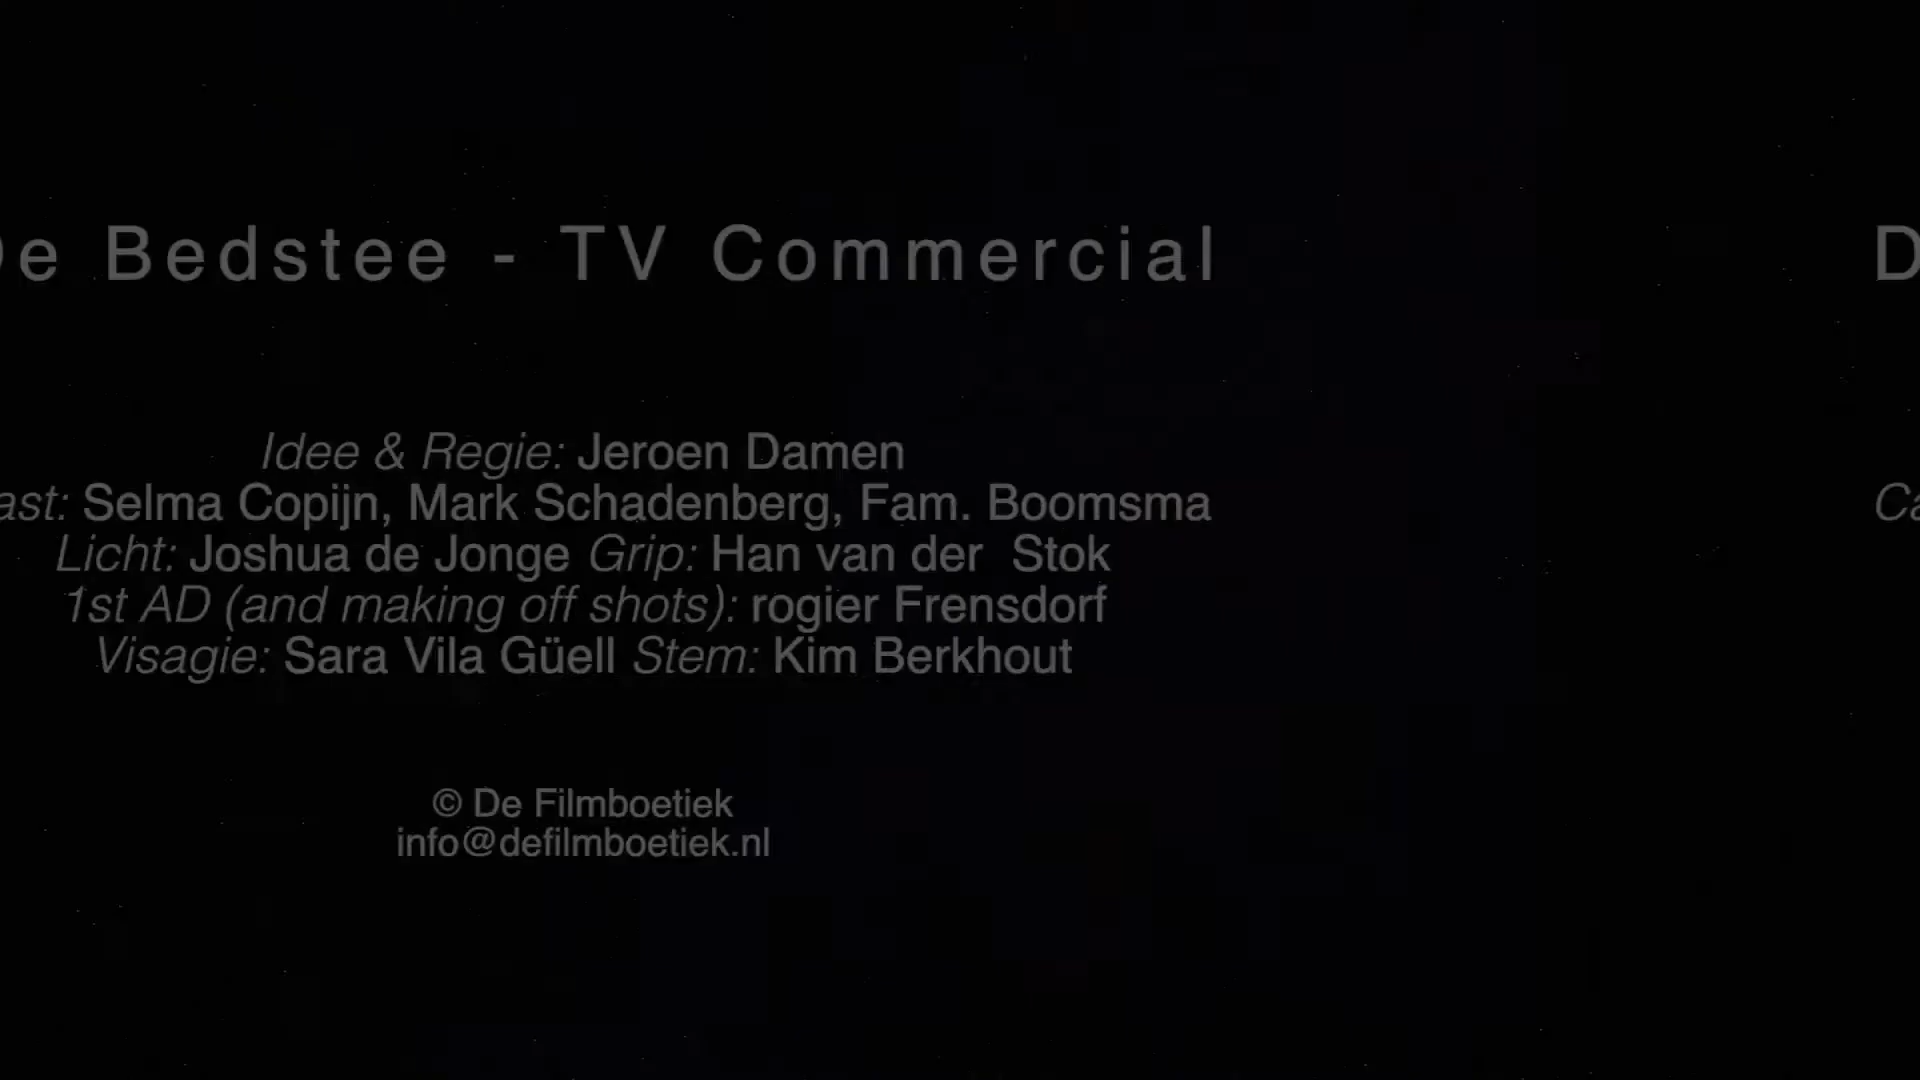 De Bedstee - TV Commercial D
Idee & Regie: Jeroen Damen
ast: Selma Copijn, Mark Schadenberg, Fam. Boomsma Ca
Licht: Joshua de Jonge Grip: Han van der Stok
1st AD (and making off shots): rogier Frensdorf
Visagie: Sara Vila Güell Stem: Kim Berkhout
© De Filmboetiek
info@defilmboetiek.nl